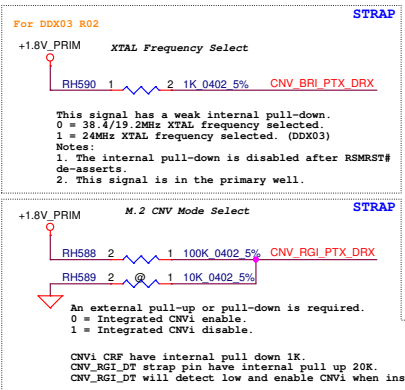 STRAP
For DDX03 R02
+1.8V_PRIM
XTAL Frequency Select
RH590 1 2 1K_0402_5% CNV_BRI_PTX_DRX
This signal has a weak internal pull-down.
0 = 38.4/19.2MHz XTAL frequency selected.
1 = 24MHz XTAL frequency selected. (DDX03)
Notes:
1. The internal pull-down is disabled after RSMRST#
de-asserts.
2. This signal is in the primary well.
STRAP
+1.8V_PRIM
M.2 CNV Mode Select
RH588 2 1 100K_0402_5% CNV_RGI_PTX_DRX
RH589 2 @ 1 10K_0402_5%
An external pull-up or pull-down is required.
0 = Integrated CNVi enable.
1 = Integrated CNVi disable.
CNVi CRF have internal pull down 1K.
CNV_RGI_DT strap pin have internal pull up 20K.
CNV_RGI_DT will detect low and enable CNVi when ins